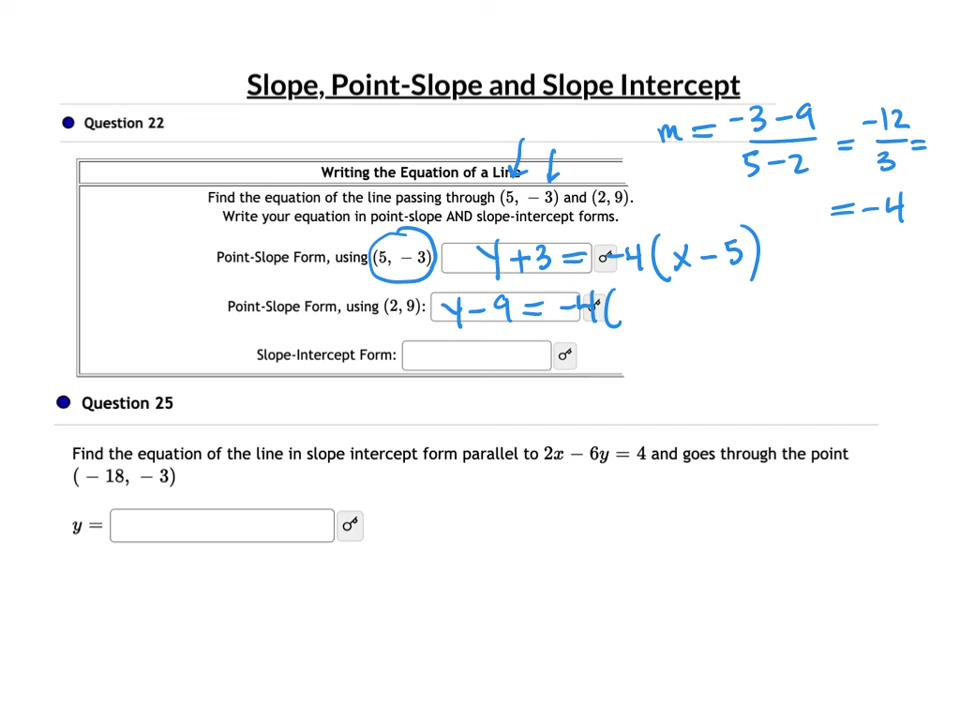 Slope, Point-Slope and Slope Intercept
Question 22
m = -3-9 / 5-2 = -12 / 3 =
= -4
Writing the Equation of a Line
Find the equation of the line passing through (5, − 3) and (2, 9).
Write your equation in point-slope AND slope-intercept forms.
Point-Slope Form, using (5, − 3) y+3 = -4(x-5)
Point-Slope Form, using (2, 9): y-9 = -4(
Slope-Intercept Form:
Question 25
Find the equation of the line in slope intercept form parallel to 2x − 6y = 4 and goes through the point
( − 18, − 3)
y =